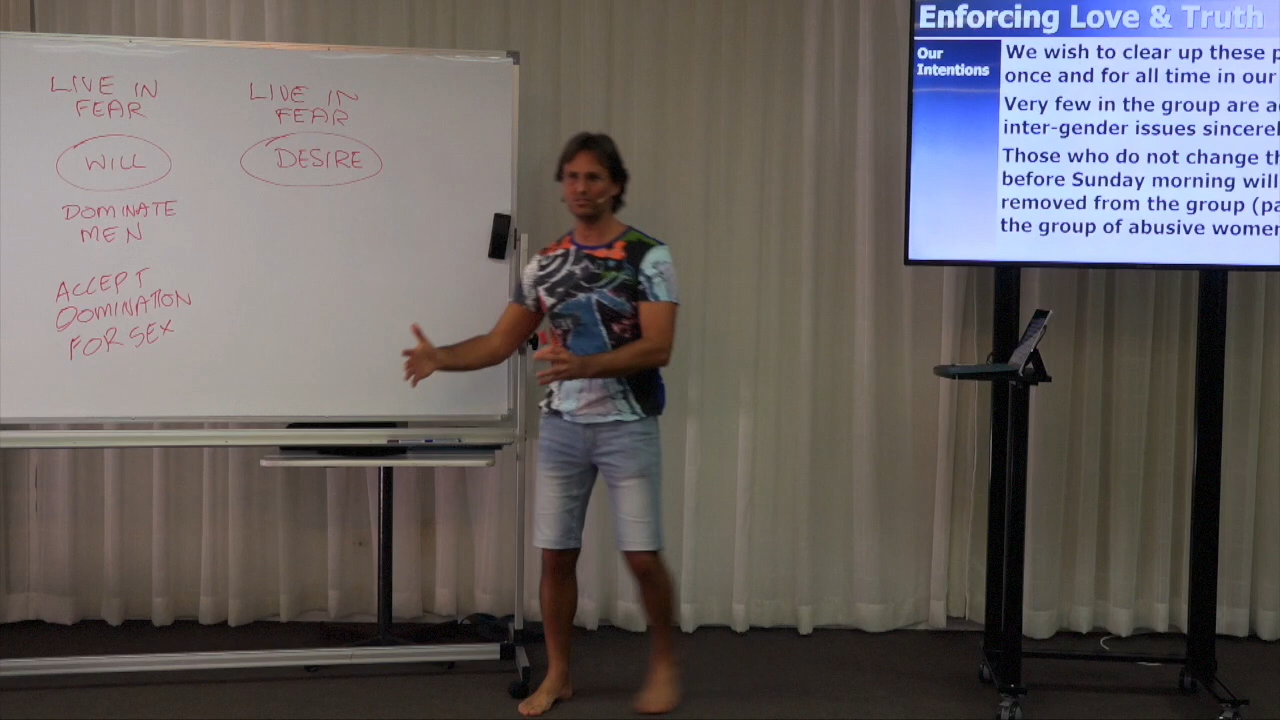 LIVE IN
FEAR
WILL
DOMINATE
MEN
ACCEPT
DOMINATION
FOR SEX
LIVE IN
FEAR
DESIRE
Enforcing Love & Truth
Our
Intentions
We wish to clear up these
once and for all time in our
Very few in the group are
inter-gender issues
Those who do not change
before Sunday morning will
removed from the group
the group of abusive